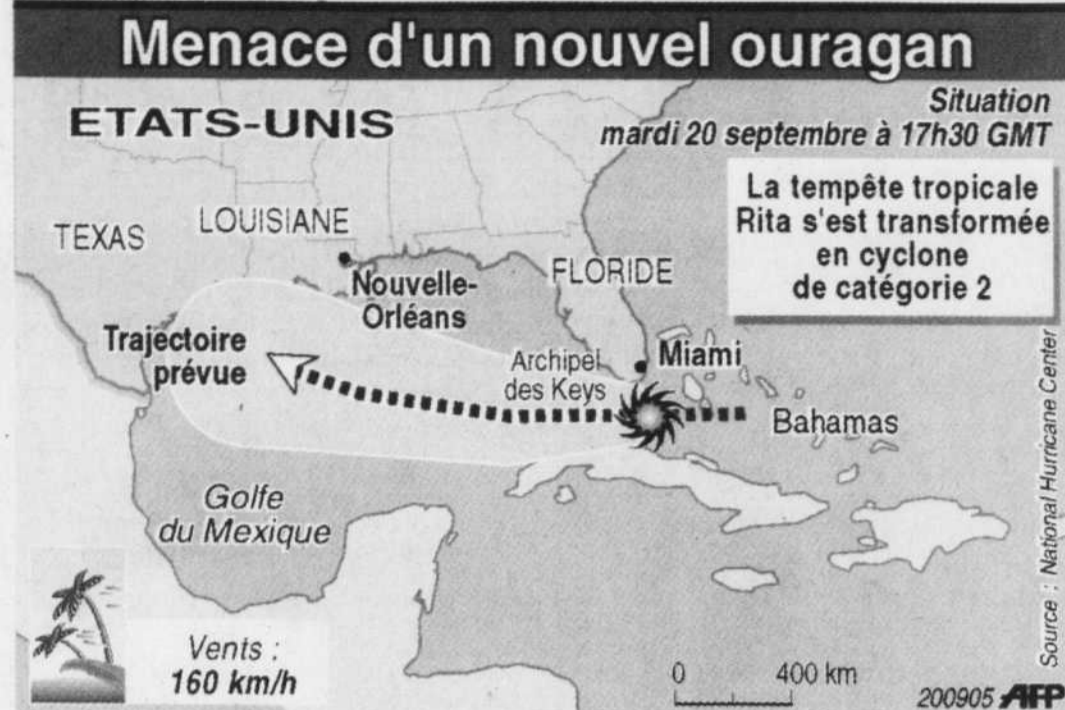 Menace d'un nouvel ouragan
ETATS-UNIS
Situation
mardi 20 septembre à 17h30 GMT
La tempête tropicale
Rita s'est transformée
en cyclone
de catégorie 2
TEXAS
LOUISIANE
Nouvelle-
Orléans
FLORIDE
Trajectoire
prévue
Archipel
des Keys
Miami
Bahamas
Golfe
du Mexique
Vents :
160 km/h
0 400 km
Source : National Hurricane Center
200905 AFP